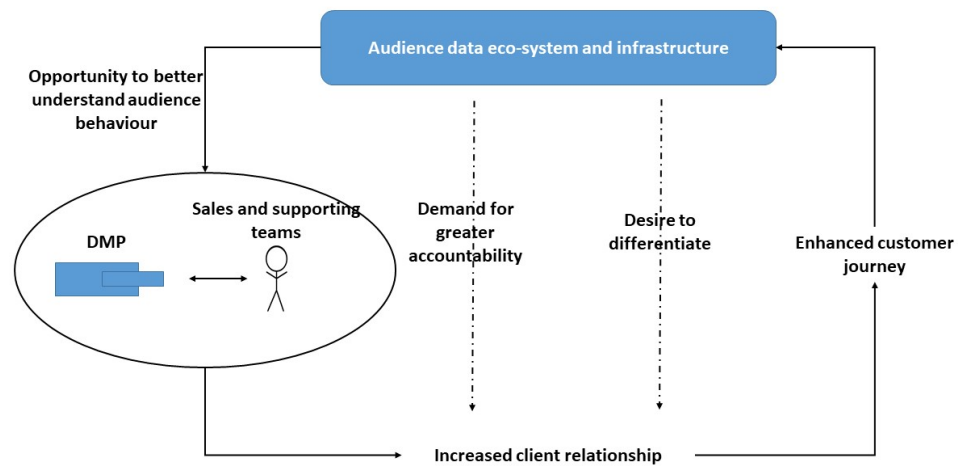 Audience data eco-system and infrastructure
Opportunity to better
understand audience
behaviour
Sales and supporting
teams
DMP
Demand for
greater
accountability
Desire to
differentiate
Enhanced customer
journey
Increased client relationship